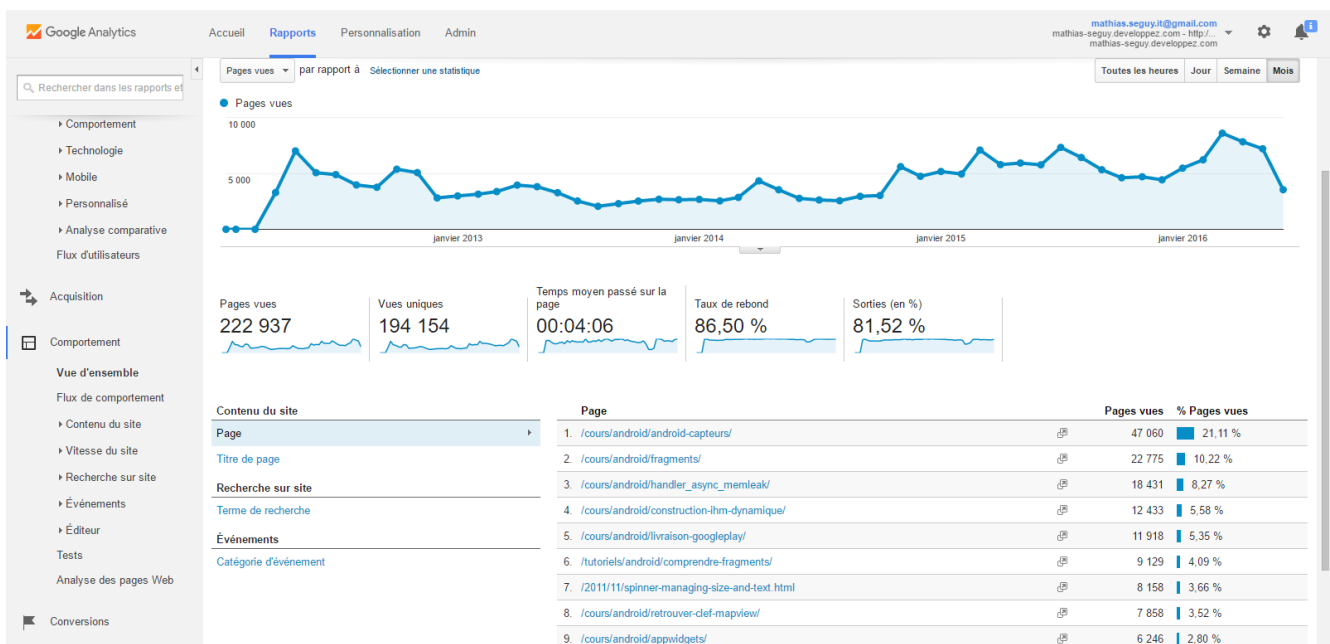 Google Analytics
Accueil Rapports Personnalisation Admin
mathias.seguy.it@gmail.com
mathias-seguy.developpez.com - http:/...
mathias-seguy.developpez.com
i
Rechercher dans les rapports et
Comportement
Technologie
Mobile
Personnalisé
Analyse comparative
Flux d'utilisateurs
Acquisition
Comportement
Vue d'ensemble
Flux de comportement
Contenu du site
Vitesse du site
Recherche sur site
Événements
Éditeur
Tests
Analyse des pages Web
Conversions
Pages vues par rapport à Sélectionner une statistique
Toutes les heures Jour Semaine Mois
Pages vues
10 000
5 000
janvier 2013 janvier 2014 janvier 2015 janvier 2016
Pages vues
222 937
Vues uniques
194 154
Temps moyen passé sur la
page
00:04:06
Taux de rebond
86,50 %
Sorties (en %)
81,52 %
Contenu du site
Page
Titre de page
Recherche sur site
Terme de recherche
Événements
Catégorie d'événement
Page Pages vues % Pages vues
1. /cours/android/android-capteurs/ 47 060 21,11 %
2. /cours/android/fragments/ 22 775 10,22 %
3. /cours/android/handler_async_memleak/ 18 431 8,27 %
4. /cours/android/construction-ihm-dynamique/ 12 433 5,58 %
5. /cours/android/livraison-googleplay/ 11 918 5,35 %
6. /tutoriels/android/comprendre-fragments/ 9 129 4,09 %
7. /2011/11/spinner-managing-size-and-text.html 8 158 3,66 %
8. /cours/android/retrouver-clef-mapview/ 7 858 3,52 %
9. /cours/android/appwidgets/ 6 246 2,80 %